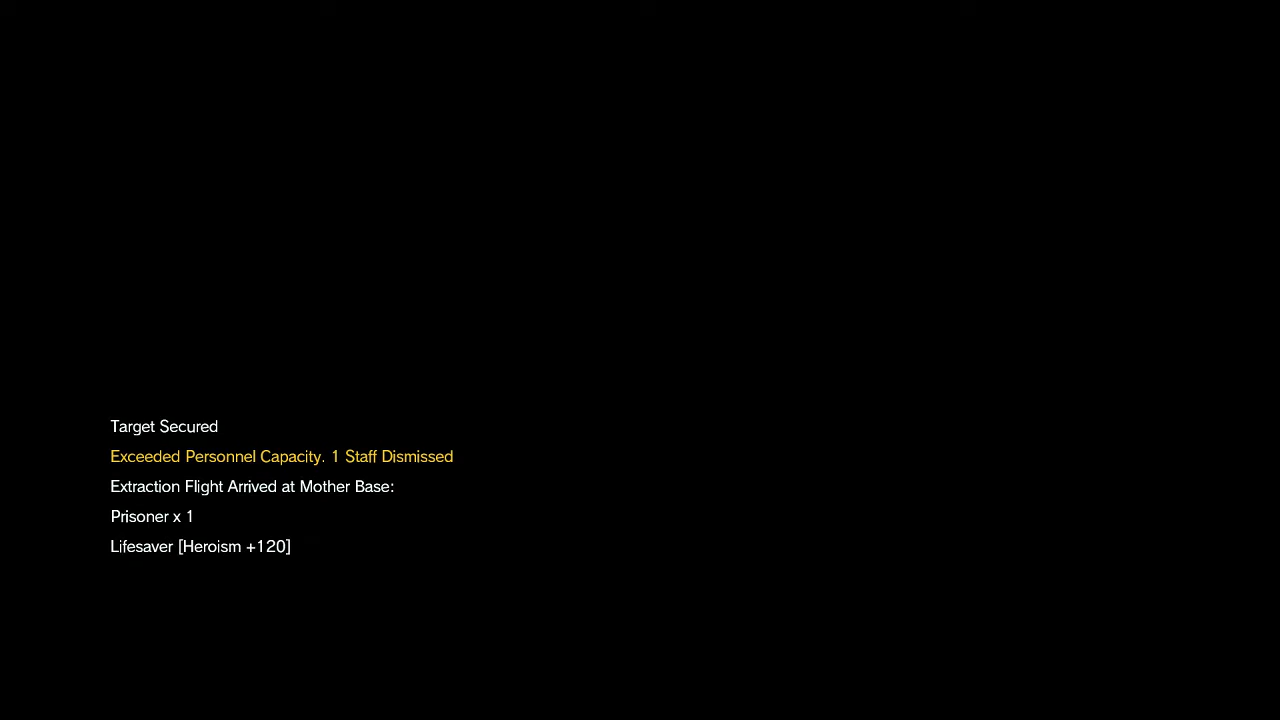 Target Secured
Exceeded Personnel Capacity. 1 Staff Dismissed
Extraction Flight Arrived at Mother Base:
Prisoner x 1
Lifesaver [Heroism +120]